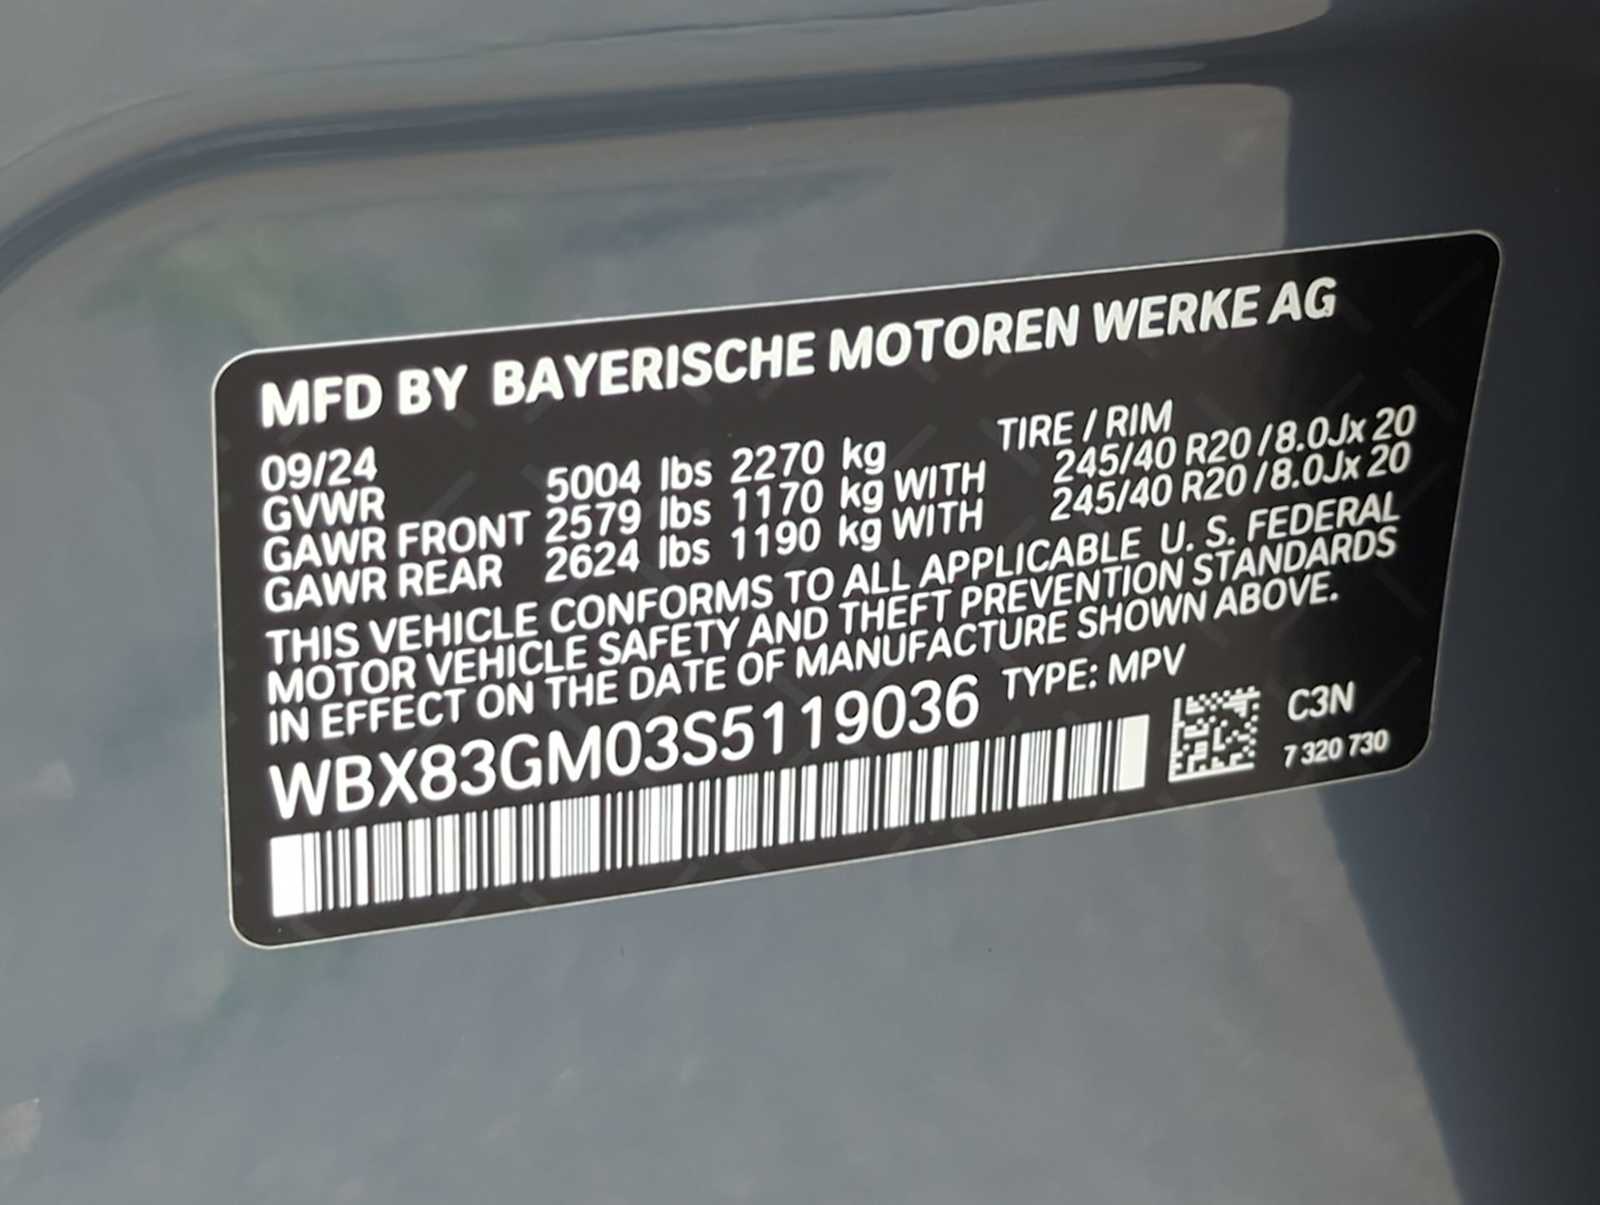 MFD BY BAYERISCHE MOTOREN WERKE AG
09/24 TIRE / RIM
GVWR 5004 lbs 2270 kg
GAWR FRONT 2579 lbs 1170 kg WITH 245/40 R20 / 8.0Jx 20
GAWR REAR 2624 lbs 1190 kg WITH 245/40 R20 / 8.0Jx 20
THIS VEHICLE CONFORMS TO ALL APPLICABLE U. S. FEDERAL
MOTOR VEHICLE SAFETY AND THEFT PREVENTION STANDARDS
IN EFFECT ON THE DATE OF MANUFACTURE SHOWN ABOVE.
WBX83GM03S5119036 TYPE: MPV
C3N
7 320 730